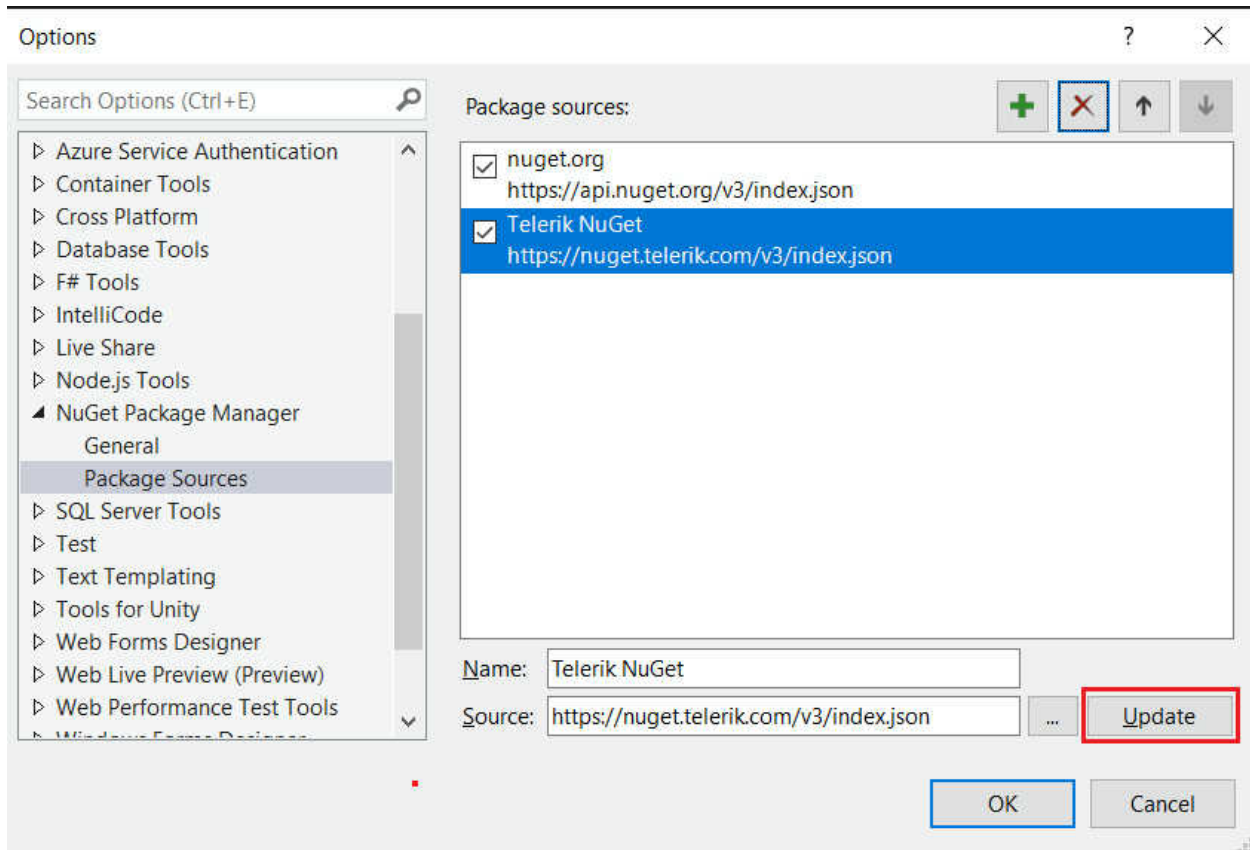 Options
?
Search Options (Ctrl+E)
Azure Service Authentication
Container Tools
Cross Platform
Database Tools
F# Tools
IntelliCode
Live Share
Node.js Tools
NuGet Package Manager
General
Package Sources
SQL Server Tools
Test
Text Templating
Tools for Unity
Web Forms Designer
Web Live Preview (Preview)
Web Performance Test Tools
Package sources:
nuget.org
https://api.nuget.org/v3/index.json
Telerik NuGet
https://nuget.telerik.com/v3/index.json
Name: Telerik NuGet
Source: https://nuget.telerik.com/v3/index.json ... Update
OK Cancel